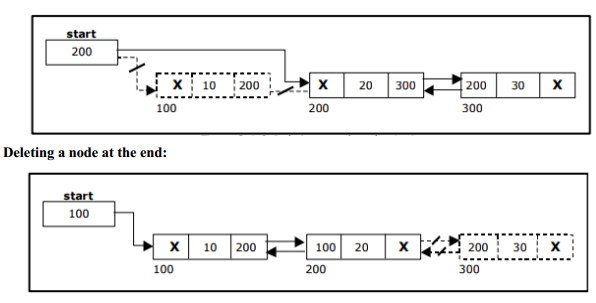 start
200
X 10 200 X 20 300 200 30 X
100 200 300
Deleting a node at the end:
start
100
X 10 200 100 20 X 200 30 X
100 200 300